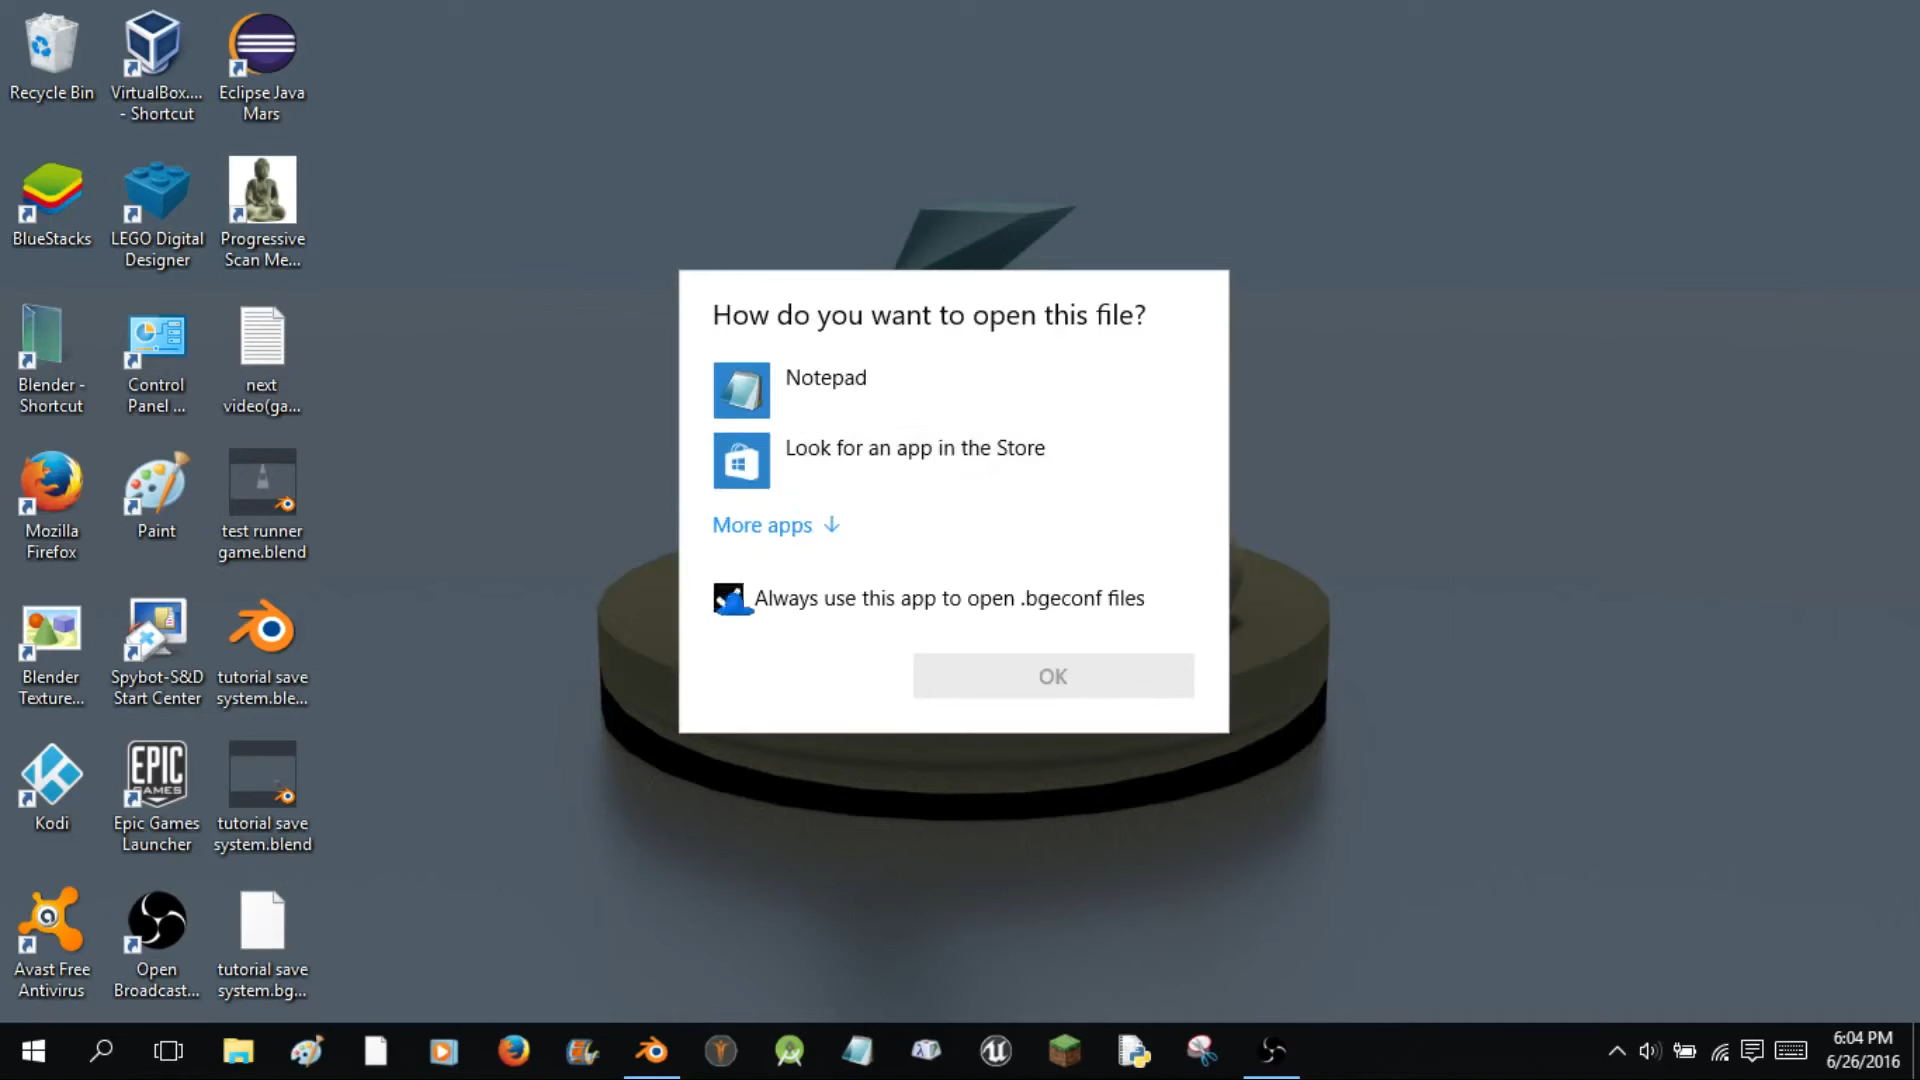 Recycle Bin
VirtualBox....
- Shortcut
Eclipse Java
Mars
BlueStacks
LEGO Digital
Designer
Progressive
Scan Me...
Blender -
Shortcut
Control
Panel ...
next
video(ga...
Mozilla
Firefox
Paint
test runner
game.blend
Blender
Texture...
Spybot-S&D
Start Center
tutorial save
system.ble...
Kodi
EPIC
GAMES
Epic Games
Launcher
tutorial save
system.blend
Avast Free
Antivirus
Open
Broadcast...
tutorial save
system.bg...
How do you want to open this file?
Notepad
Look for an app in the Store
More apps
Always use this app to open .bgeconf files
OK
6:04 PM
6/26/2016